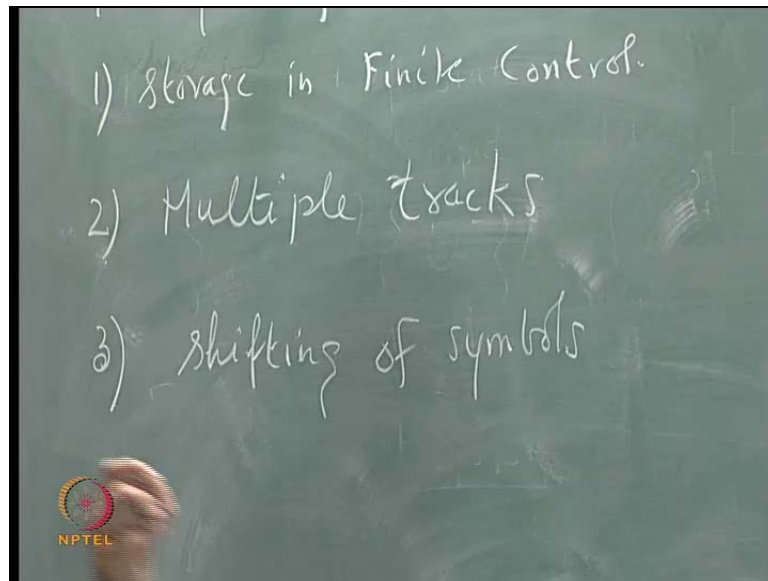 1) Storage in Finite Control.
2) Multiple tracks
3) shifting of symbols
NPTEL